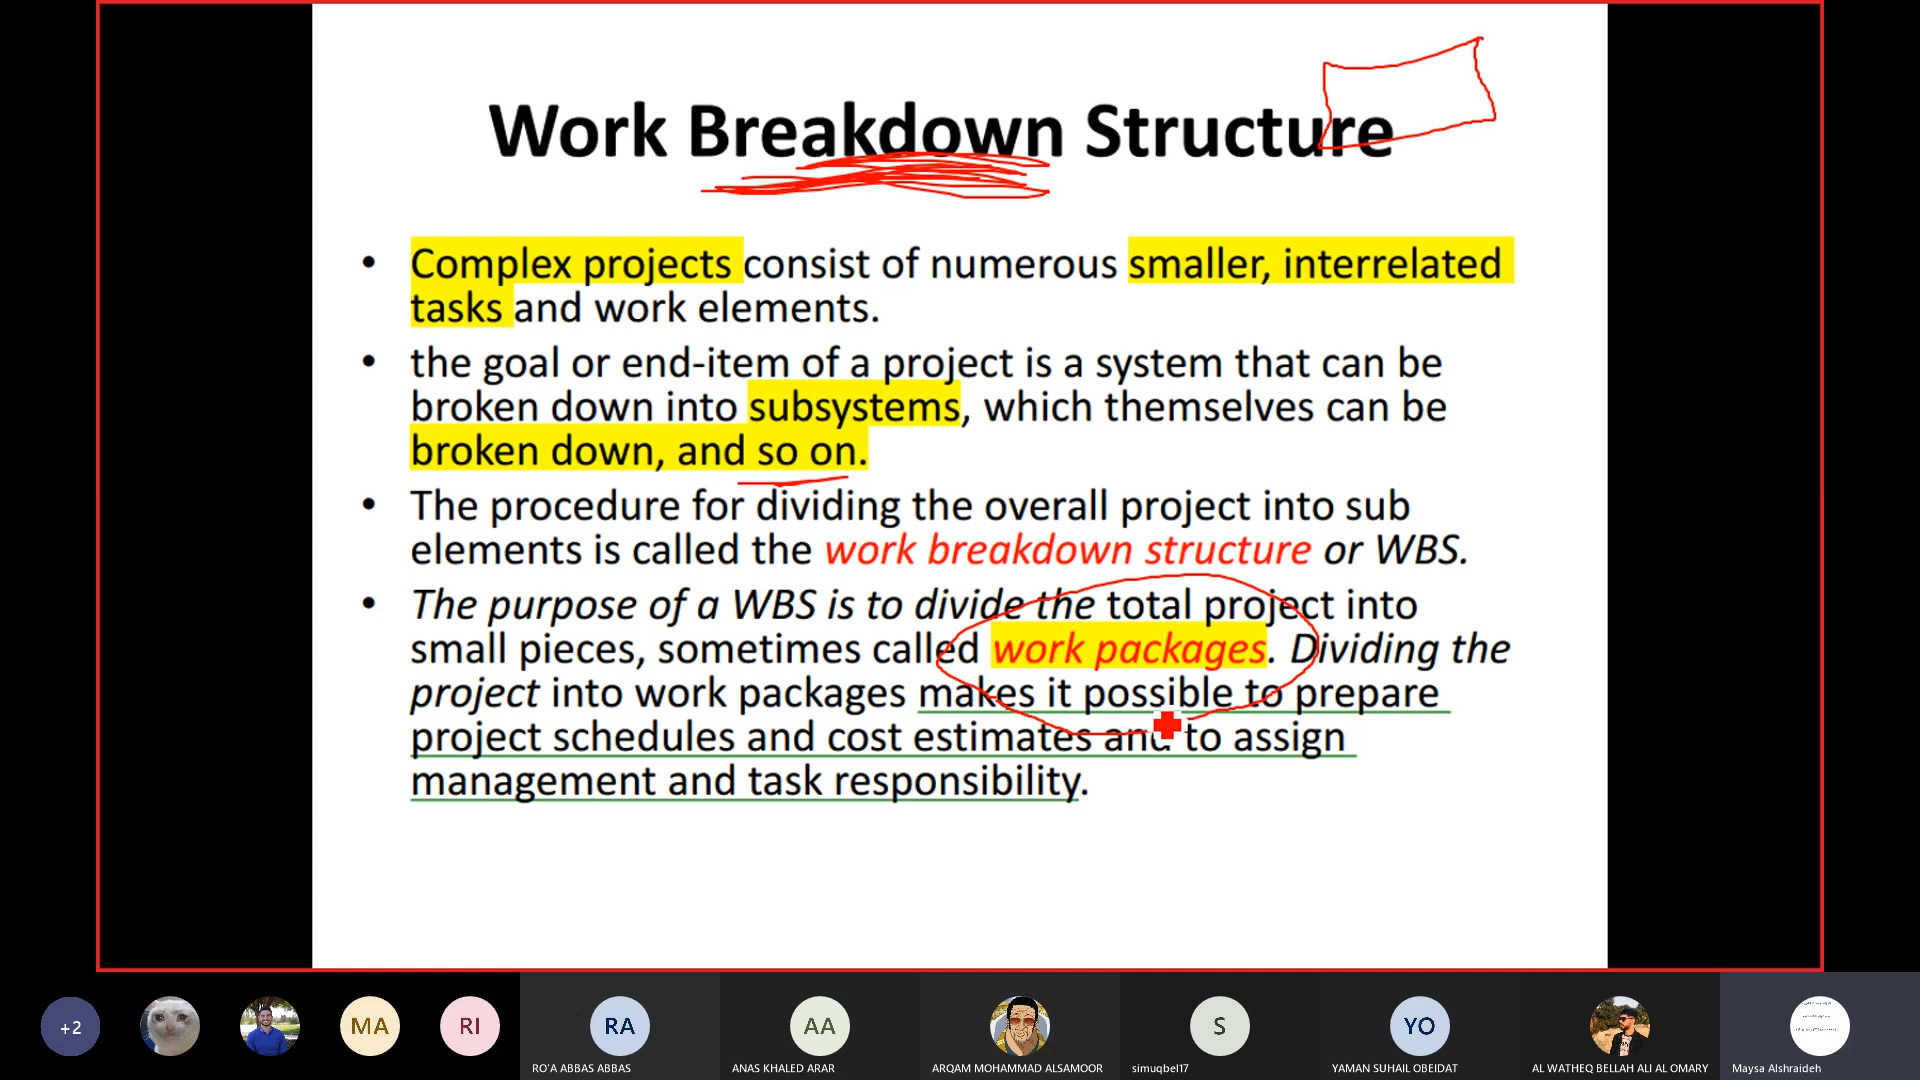 Work Breakdown Structure
• Complex projects consist of numerous smaller, interrelated
tasks and work elements.
• the goal or end-item of a project is a system that can be
broken down into subsystems, which themselves can be
broken down, and so on.
• The procedure for dividing the overall project into sub
elements is called the work breakdown structure or WBS.
• The purpose of a WBS is to divide the total project into
small pieces, sometimes called work packages. Dividing the
project into work packages makes it possible to prepare
project schedules and cost estimates and to assign
management and task responsibility.
+2
MA
RI
RA
AA
S
YO
RO'A ABBAS ABBAS
ANAS KHALED ARAR
ARQAM MOHAMMAD ALSAMOOR
simuqbel17
YAMAN SUHAIL OBEIDAT
AL WATHEQ BELLAH ALI AL OMARY
Maysa Alshraideh